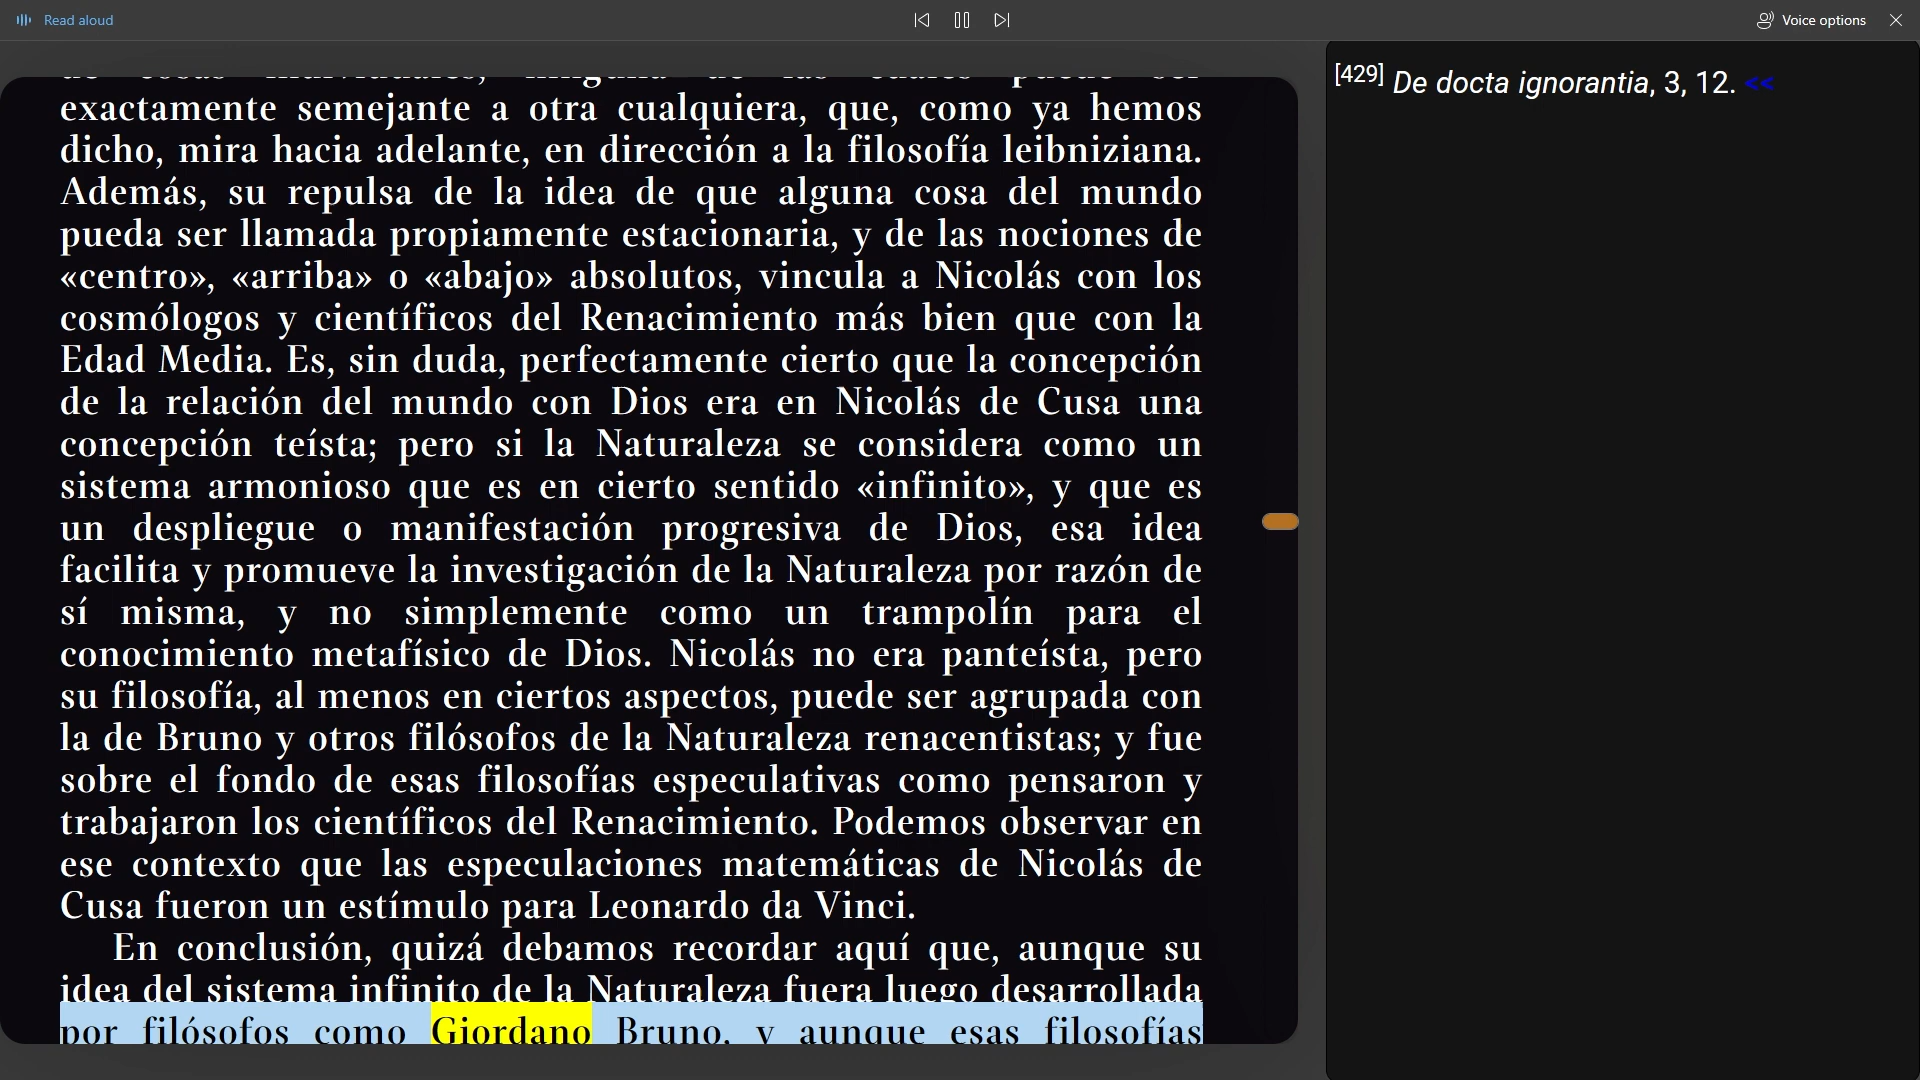 Read aloud
Voice options
de cosas individuales, ninguna de las cuales puede ser
exactamente semejante a otra cualquiera, que, como ya hemos
dicho, mira hacia adelante, en dirección a la filosofía leibniziana.
Además, su repulsa de la idea de que alguna cosa del mundo
pueda ser llamada propiamente estacionaria, y de las nociones de
«centro», «arriba» o «abajo» absolutos, vincula a Nicolás con los
cosmólogos y científicos del Renacimiento más bien que con la
Edad Media. Es, sin duda, perfectamente cierto que la concepción
de la relación del mundo con Dios era en Nicolás de Cusa una
concepción teísta; pero si la Naturaleza se considera como un
sistema armonioso que es en cierto sentido «infinito», y que es
un despliegue o manifestación progresiva de Dios, esa idea
facilita y promueve la investigación de la Naturaleza por razón de
sí misma, y no simplemente como un trampolín para el
conocimiento metafísico de Dios. Nicolás no era panteísta, pero
su filosofía, al menos en ciertos aspectos, puede ser agrupada con
la de Bruno y otros filósofos de la Naturaleza renacentistas; y fue
sobre el fondo de esas filosofías especulativas como pensaron y
trabajaron los científicos del Renacimiento. Podemos observar en
ese contexto que las especulaciones matemáticas de Nicolás de
Cusa fueron un estímulo para Leonardo da Vinci.
En conclusión, quizá debamos recordar aquí que, aunque su
idea del sistema infinito de la Naturaleza fuera luego desarrollada
por filósofos como Giordano Bruno, y aunque esas filosofías
[429] De docta ignorantia, 3, 12. <<